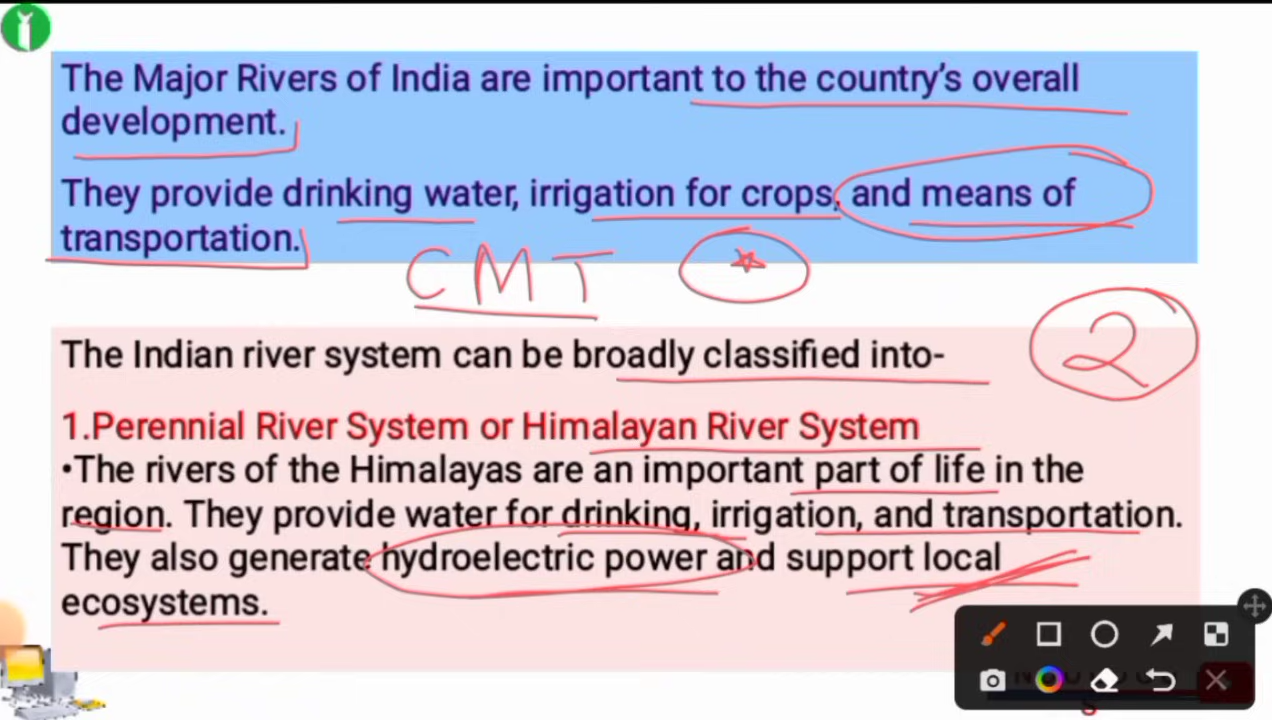 The Major Rivers of India are important to the country's overall
development.
They provide drinking water, irrigation for crops, and means of
transportation.
CMT
The Indian river system can be broadly classified into-
2
1.Perennial River System or Himalayan River System
•The rivers of the Himalayas are an important part of life in the
region. They provide water for drinking, irrigation, and transportation.
They also generate hydroelectric power and support local
ecosystems.